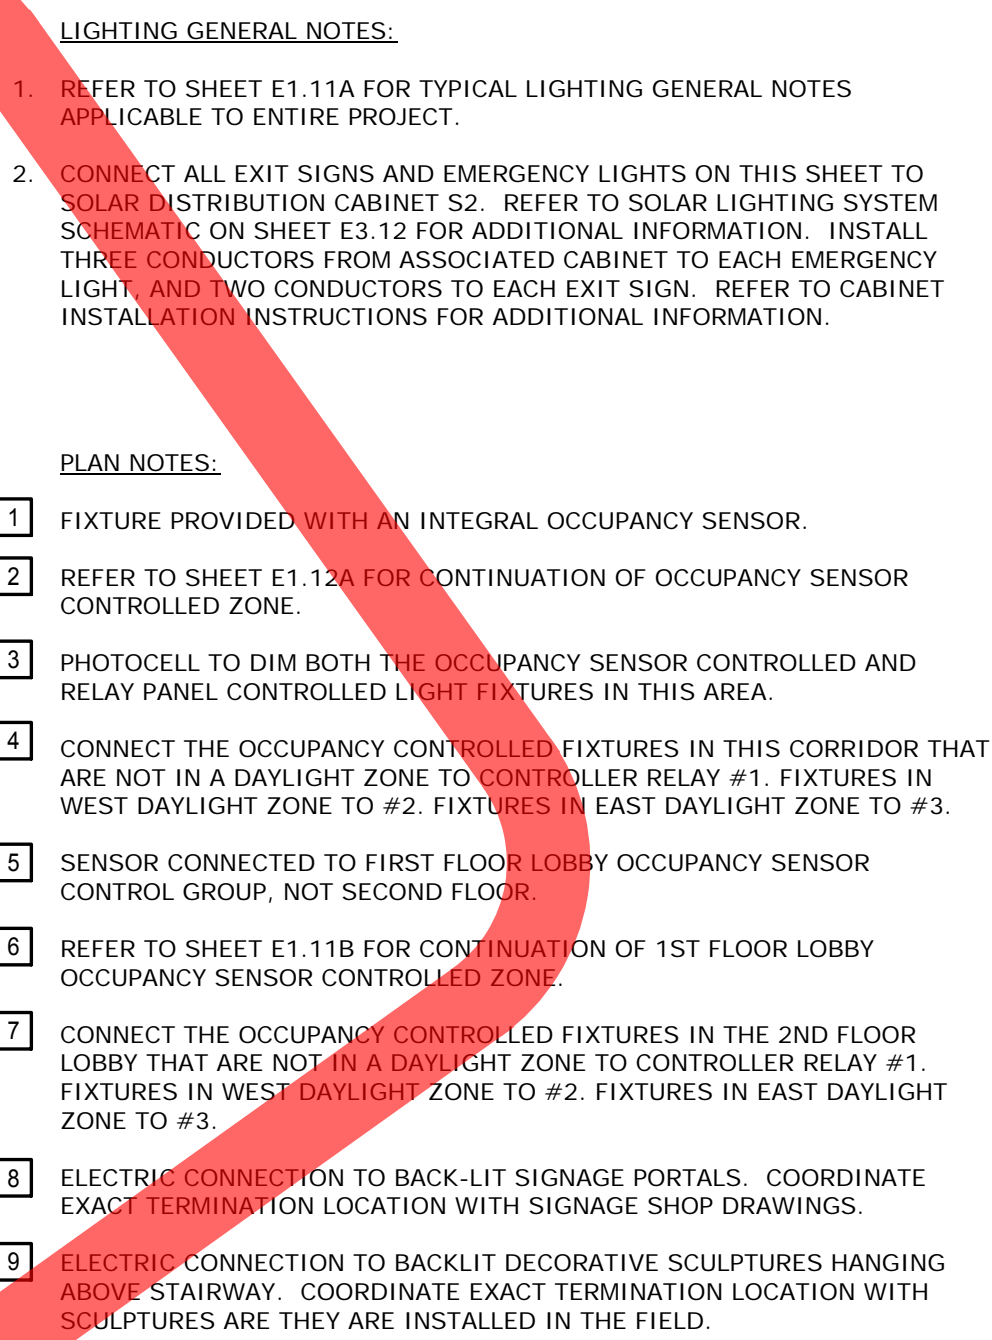 LIGHTING GENERAL NOTES:
1. REFER TO SHEET E1.11A FOR TYPICAL LIGHTING GENERAL NOTES
APPLICABLE TO ENTIRE PROJECT.
2. CONNECT ALL EXIT SIGNS AND EMERGENCY LIGHTS ON THIS SHEET TO
SOLAR DISTRIBUTION CABINET S2. REFER TO SOLAR LIGHTING SYSTEM
SCHEMATIC ON SHEET E3.12 FOR ADDITIONAL INFORMATION. INSTALL
THREE CONDUCTORS FROM ASSOCIATED CABINET TO EACH EMERGENCY
LIGHT, AND TWO CONDUCTORS TO EACH EXIT SIGN. REFER TO CABINET
INSTALLATION INSTRUCTIONS FOR ADDITIONAL INFORMATION.
PLAN NOTES:
1 FIXTURE PROVIDED WITH AN INTEGRAL OCCUPANCY SENSOR.
2 REFER TO SHEET E1.12A FOR CONTINUATION OF OCCUPANCY SENSOR
CONTROLLED ZONE.
3 PHOTOCELL TO DIM BOTH THE OCCUPANCY SENSOR CONTROLLED AND
RELAY PANEL CONTROLLED LIGHT FIXTURES IN THIS AREA.
4 CONNECT THE OCCUPANCY CONTROLLED FIXTURES IN THIS CORRIDOR THAT
ARE NOT IN A DAYLIGHT ZONE TO CONTROLLER RELAY #1. FIXTURES IN
WEST DAYLIGHT ZONE TO #2. FIXTURES IN EAST DAYLIGHT ZONE TO #3.
5 SENSOR CONNECTED TO FIRST FLOOR LOBBY OCCUPANCY SENSOR
CONTROL GROUP, NOT SECOND FLOOR.
6 REFER TO SHEET E1.11B FOR CONTINUATION OF 1ST FLOOR LOBBY
OCCUPANCY SENSOR CONTROLLED ZONE.
7 CONNECT THE OCCUPANCY CONTROLLED FIXTURES IN THE 2ND FLOOR
LOBBY THAT ARE NOT IN A DAYLIGHT ZONE TO CONTROLLER RELAY #1.
FIXTURES IN WEST DAYLIGHT ZONE TO #2. FIXTURES IN EAST DAYLIGHT
ZONE TO #3.
8 ELECTRIC CONNECTION TO BACK-LIT SIGNAGE PORTALS. COORDINATE
EXACT TERMINATION LOCATION WITH SIGNAGE SHOP DRAWINGS.
9 ELECTRIC CONNECTION TO BACKLIT DECORATIVE SCULPTURES HANGING
ABOVE STAIRWAY. COORDINATE EXACT TERMINATION LOCATION WITH
SCULPTURES ARE THEY ARE INSTALLED IN THE FIELD.